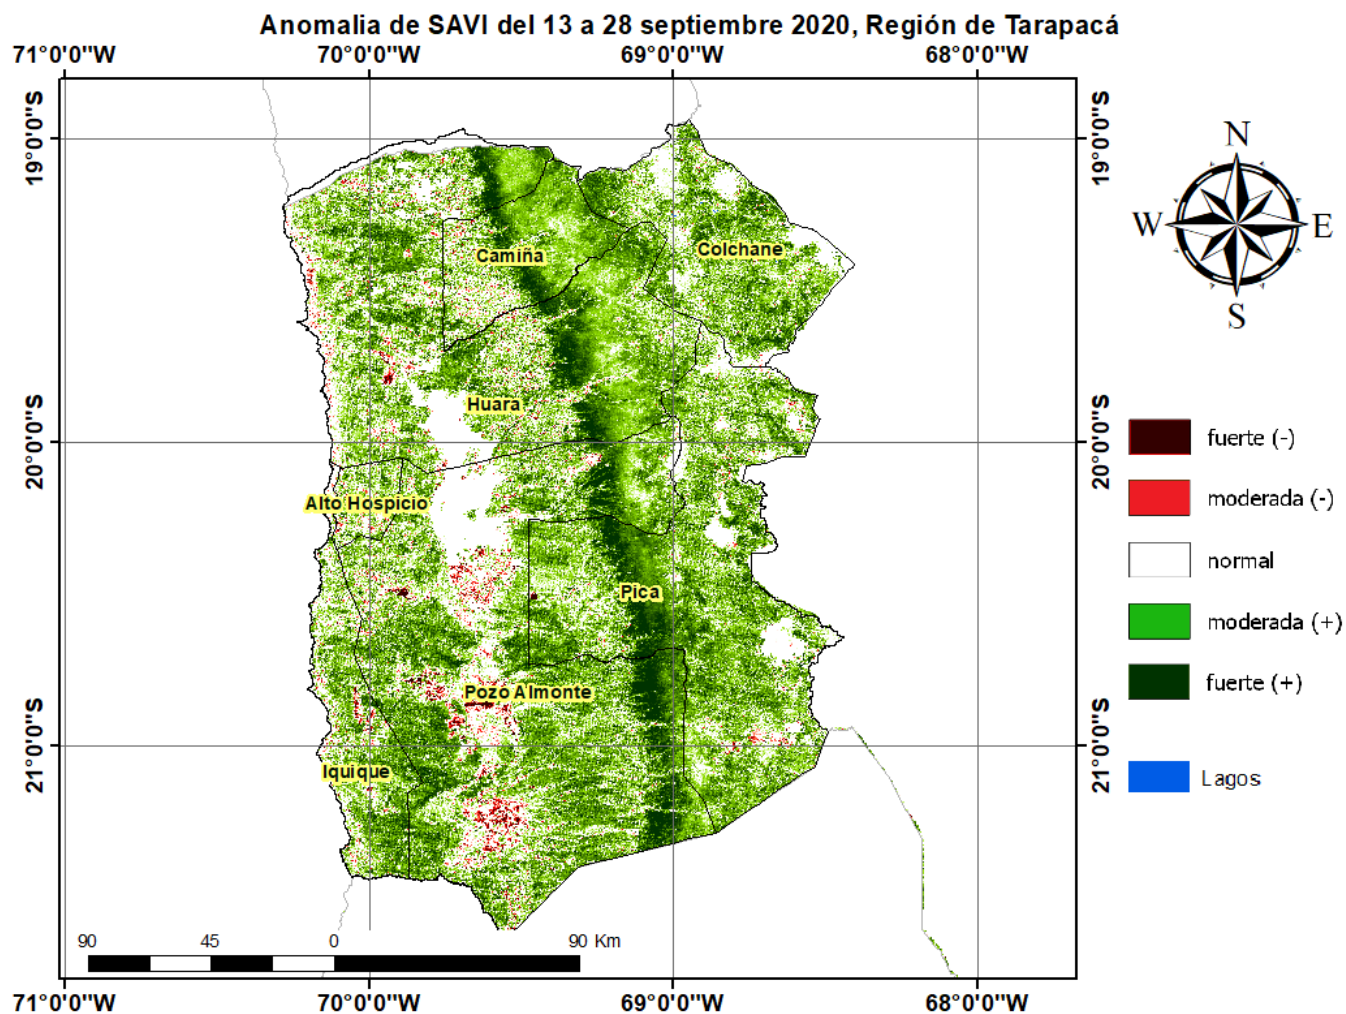 Anomalia de SAVI del 13 a 28 septiembre 2020, Región de Tarapacá
71°0'0"W 70°0'0"W 69°0'0"W 68°0'0"W
19°0'0"S 19°0'0"S
N
W E
S
Camiña
Colchane
Huara
20°0'0"S 20°0'0"S
fuerte (-)
Alto Hospicio
moderada (-)
normal
Pica
moderada (+)
Pozo Almonte
fuerte (+)
21°0'0"S 21°0'0"S
Iquique
Lagos
90 45 0 90 Km
71°0'0"W 70°0'0"W 69°0'0"W 68°0'0"W